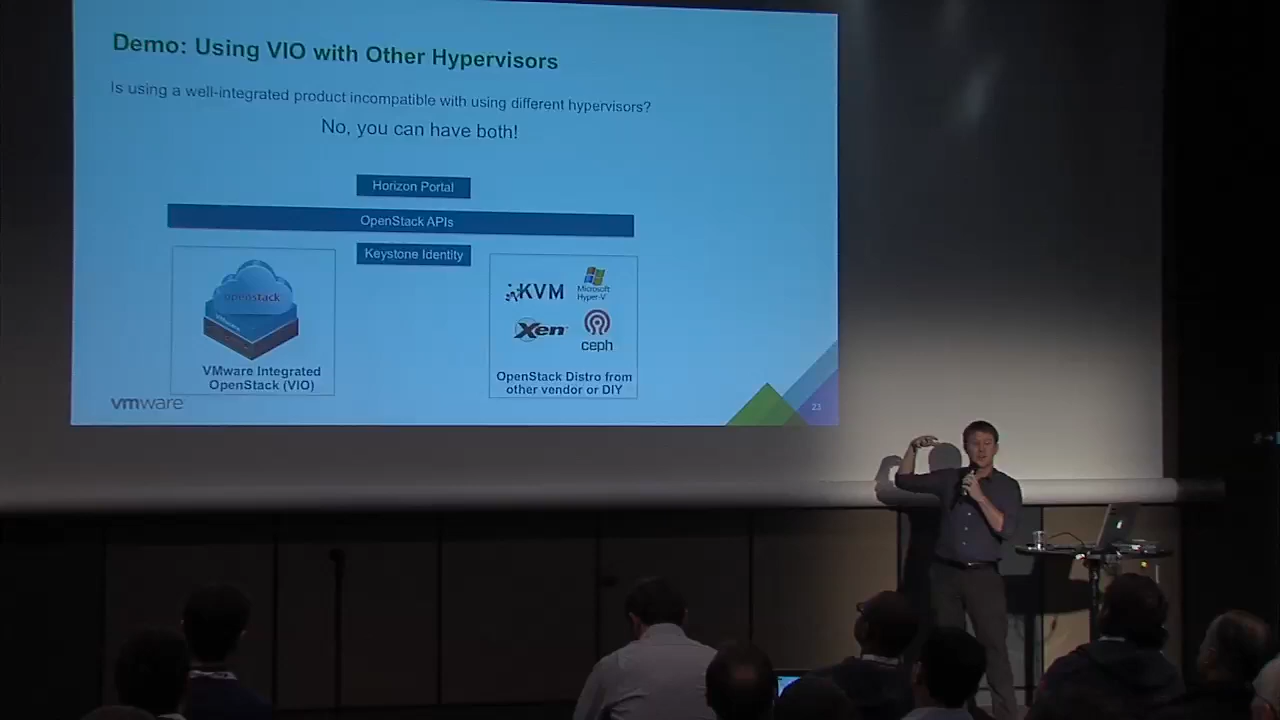 Demo: Using VIO with Other Hypervisors
Is using a well-integrated product incompatible with using different hypervisors?
No, you can have both!
Horizon Portal
OpenStack APIs
Keystone Identity
openstack
vmware
VMware Integrated
OpenStack (VIO)
KVM
Microsoft
Hyper-V
Xen
ceph
OpenStack Distro from
other vendor or DIY
vmware
23